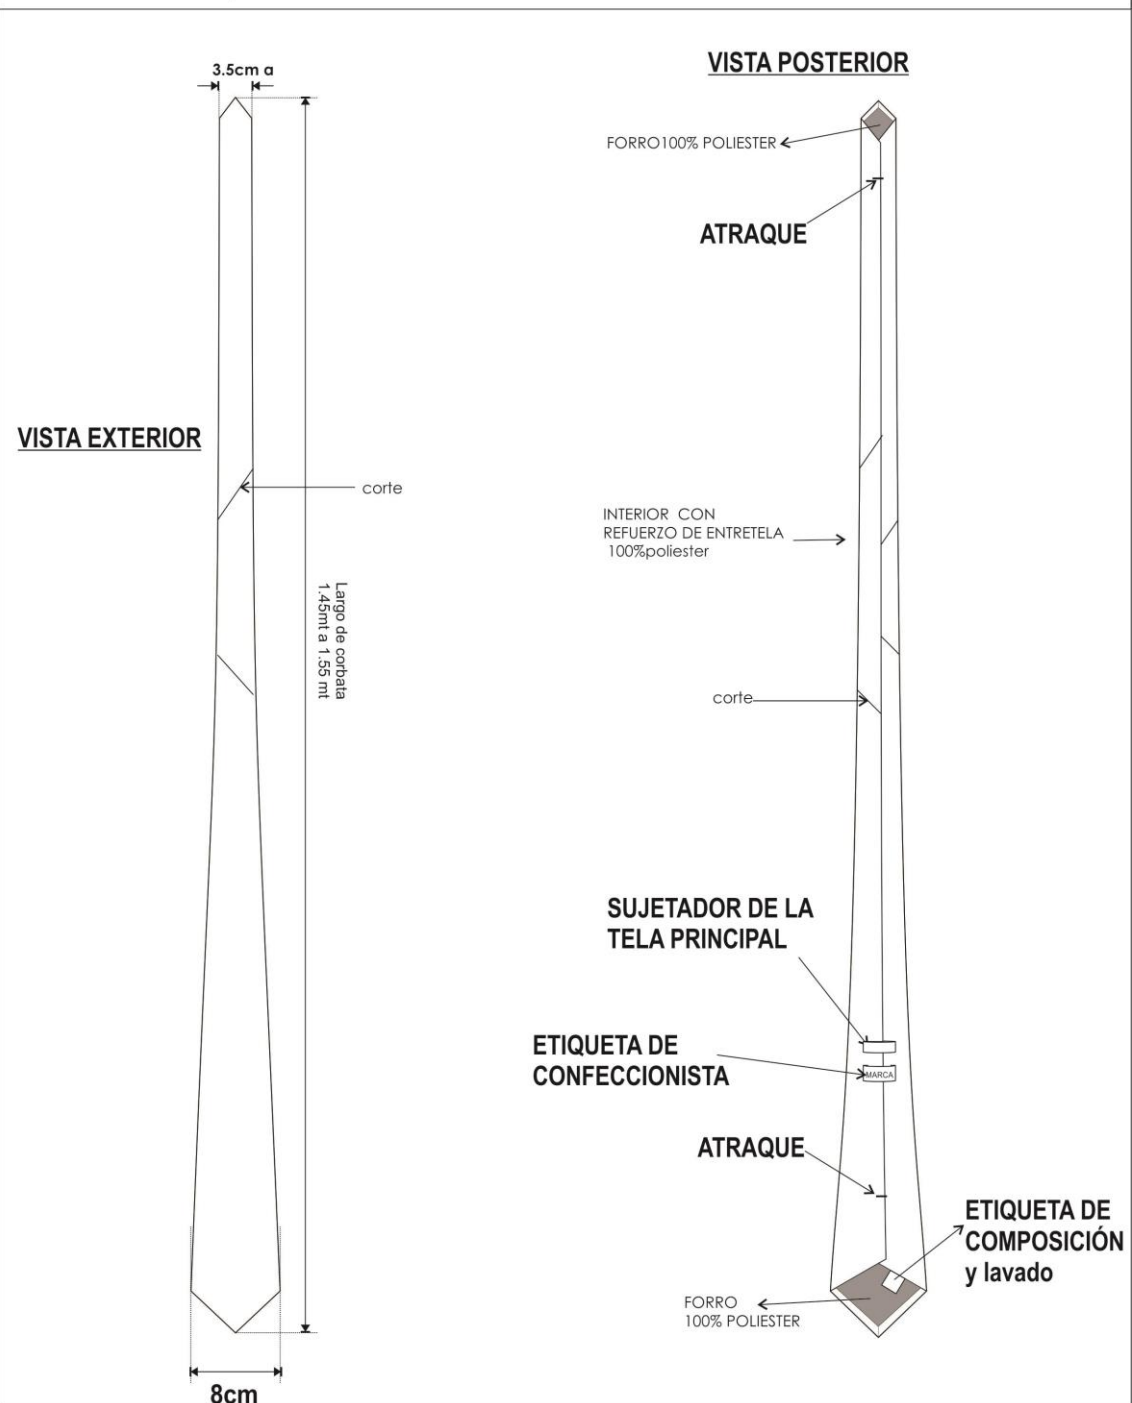 3.5cm a
VISTA EXTERIOR
corte
Largo de corbata
1.45mt a 1.55 mt
8cm
VISTA POSTERIOR
FORRO100% POLIESTER
ATRAQUE
INTERIOR CON
REFUERZO DE ENTRETELA
100%poliester
corte
SUJETADOR DE LA
TELA PRINCIPAL
ETIQUETA DE
CONFECCIONISTA
MARCA
ATRAQUE
ETIQUETA DE
COMPOSICIÓN
y lavado
FORRO
100% POLIESTER